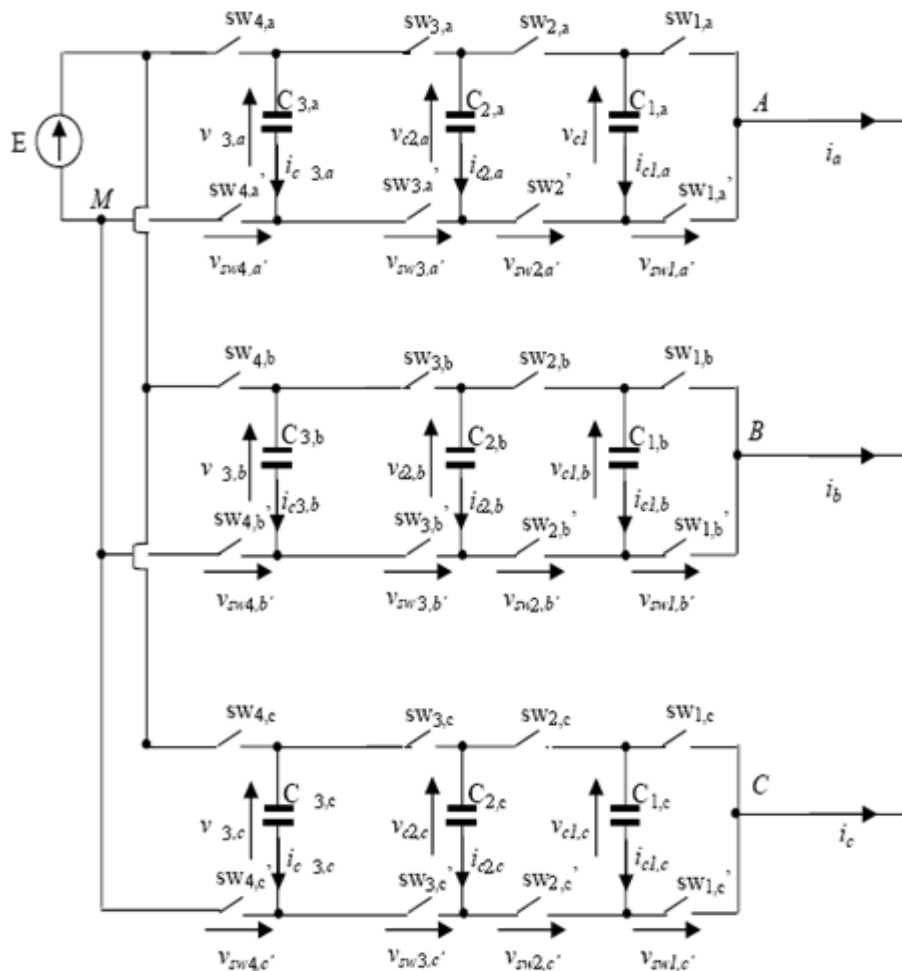 sw4,a sw3,a sw2,a sw1,a
C 3,a C2,a C1,a A
E v 3,a vc2,a vc1 ia
ic 3,a ic2,a ic1,a
M sw4,a' sw3,a' sw2' sw1,a'
vsw4,a' vsw3,a' vsw2,a' vsw1,a'
sw4,b sw3,b sw2,b sw1,b
C 3,b C2,b C1,b B
v 3,b vc2,b vc1,b ib
ic3,b ic2,b ic1,b
sw4,b' sw3,b' sw2,b' sw1,b'
vsw4,b' vsw3,b' vsw2,b' vsw1,b'
sw4,c sw3,c sw2,c sw1,c
C 3,c C2,c C1,c C
v 3,c vc2,c vc1,c ic
ic 3,c ic2,c ic1,c
sw4,c' sw3,c' sw2,c' sw1,c'
vsw4,c' vsw3,c' vsw2,c' vsw1,c'